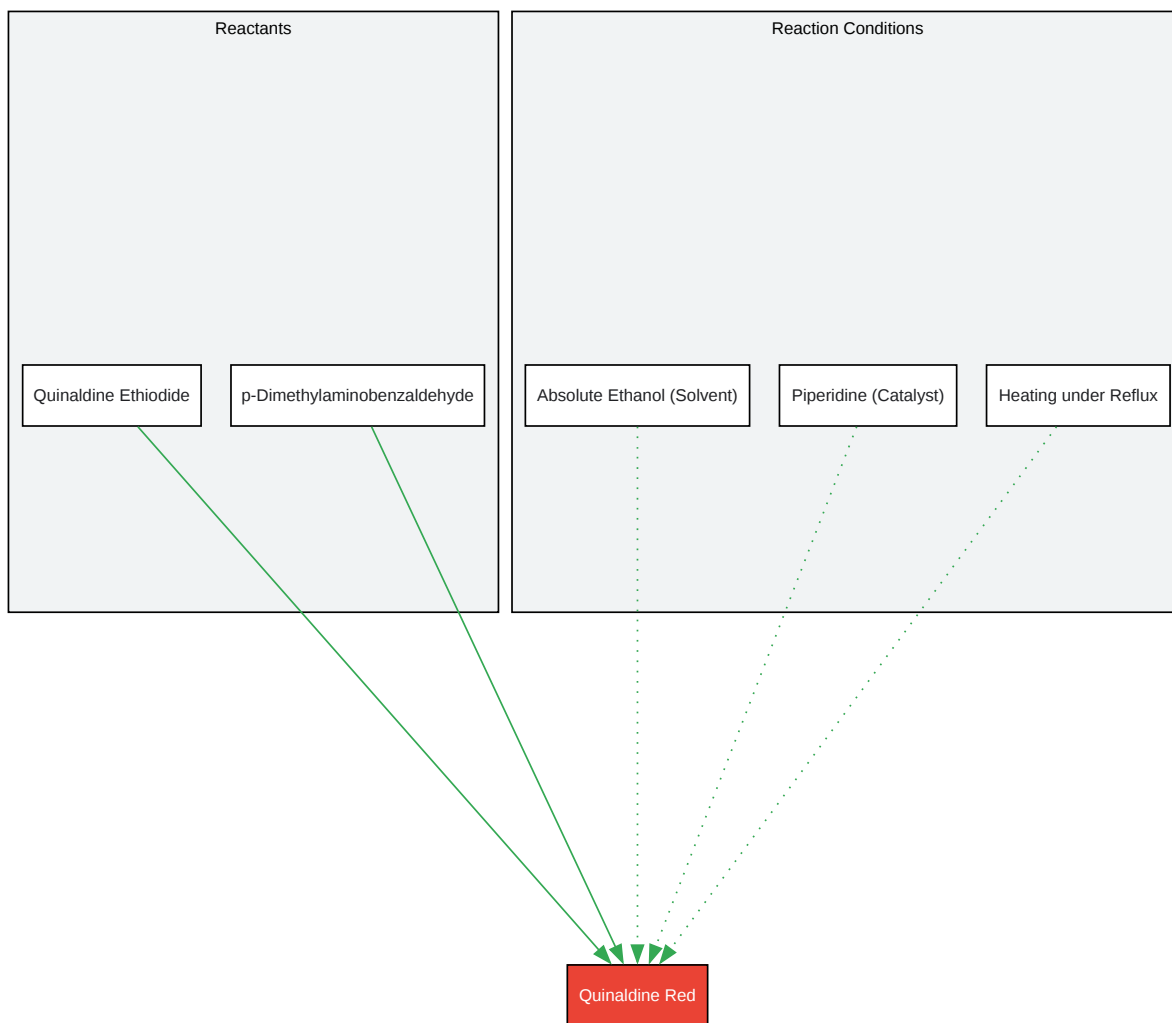 Reactants
Reaction Conditions
Quinaldine Ethiodide
p-Dimethylaminobenzaldehyde
Absolute Ethanol (Solvent)
Piperidine (Catalyst)
Heating under Reflux
Quinaldine Red